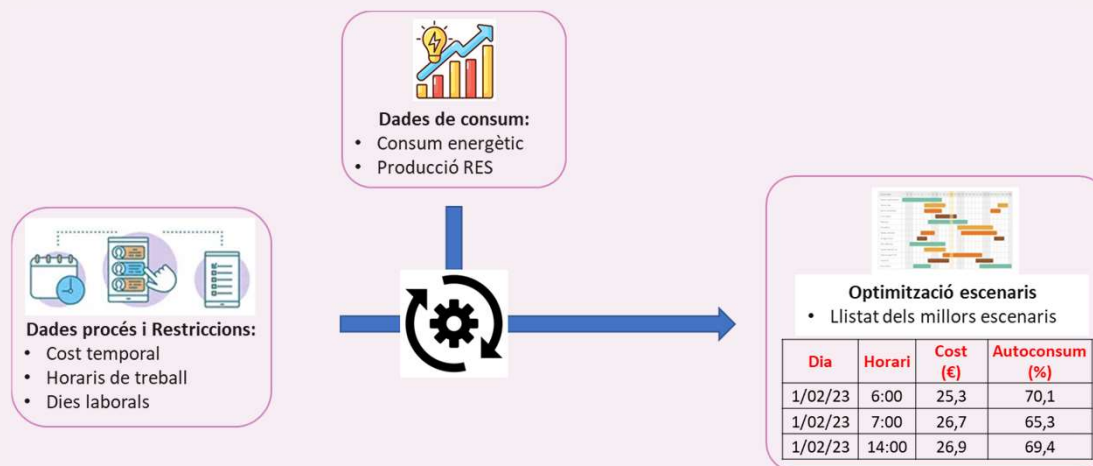 Dades de consum:
• Consum energètic
• Producció RES
Dades procés i Restriccions:
• Cost temporal
• Horaris de treball
• Dies laborals
Optimització escenaris
• Llistat dels millors escenaris
Dia Horari Cost (€) Autoconsum (%)
1/02/23 6:00 25,3 70,1
1/02/23 7:00 26,7 65,3
1/02/23 14:00 26,9 69,4